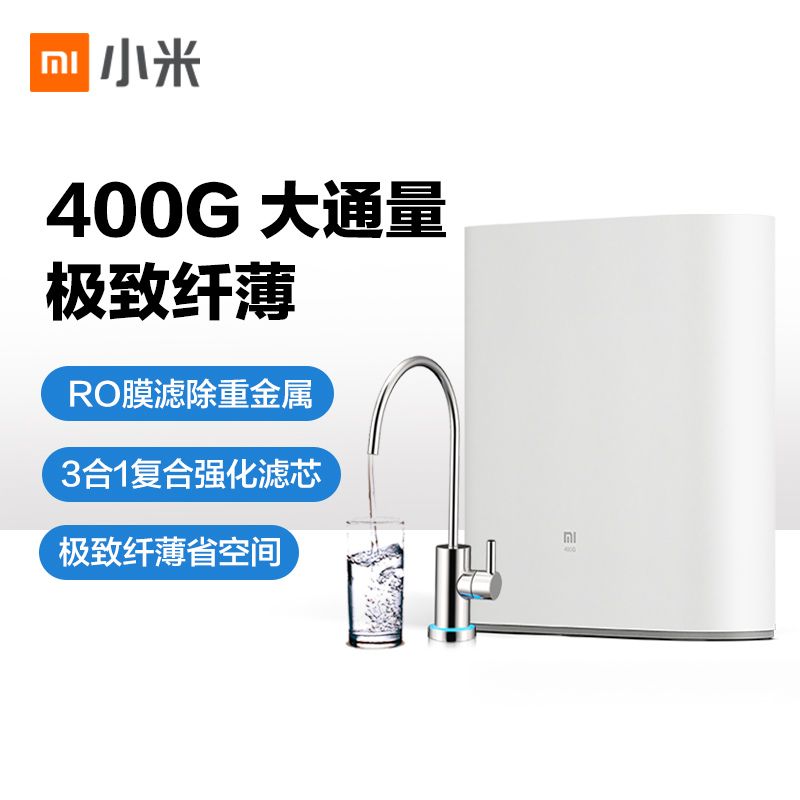 mi 小米
400G 大通量
极致纤薄
RO膜滤除重金属
3合1复合强化滤芯
极致纤薄省空间
mi
400G